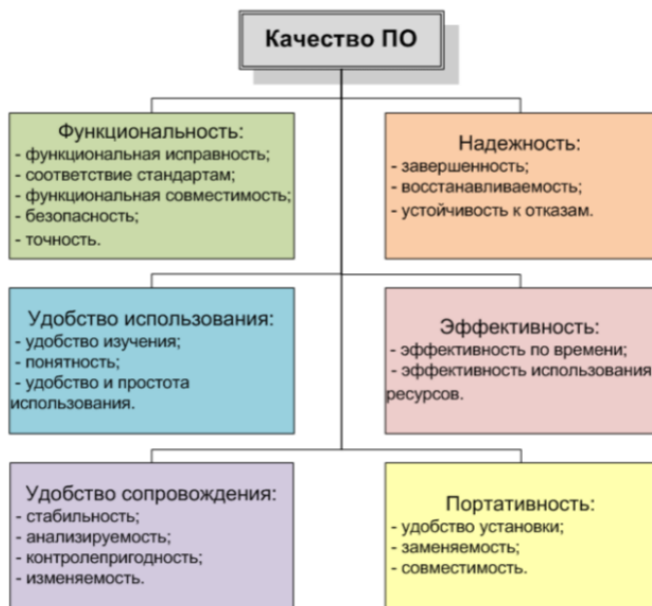 Качество ПО
Функциональность:
- функциональная исправность;
- соответствие стандартам;
- функциональная совместимость;
- безопасность;
- точность.
Надежность:
- завершенность;
- восстанавливаемость;
- устойчивость к отказам.
Удобство использования:
- удобство изучения;
- понятность;
- удобство и простота
использования.
Эффективность:
- эффективность по времени;
- эффективность использования
ресурсов.
Удобство сопровождения:
- стабильность;
- анализируемость;
- контролепригодность;
- изменяемость.
Портативность:
- удобство установки;
- заменяемость;
- совместимость.